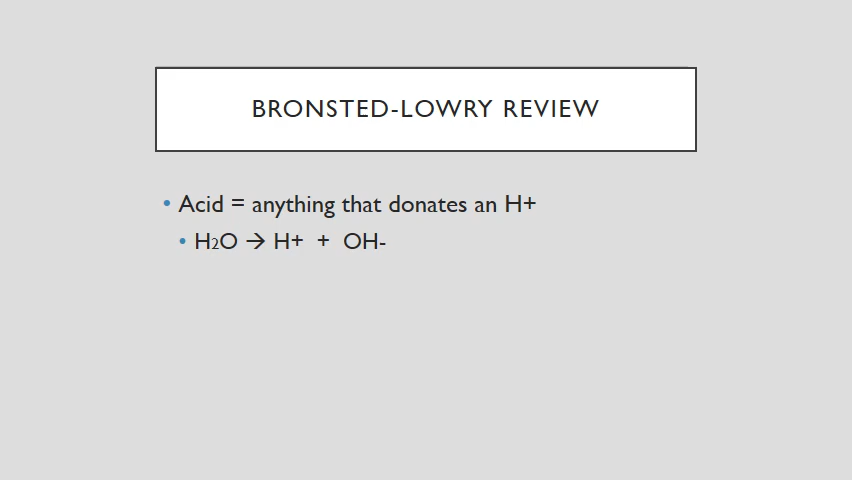 BRONSTED-LOWRY REVIEW
• Acid = anything that donates an H+
• H2O → H+ + OH-